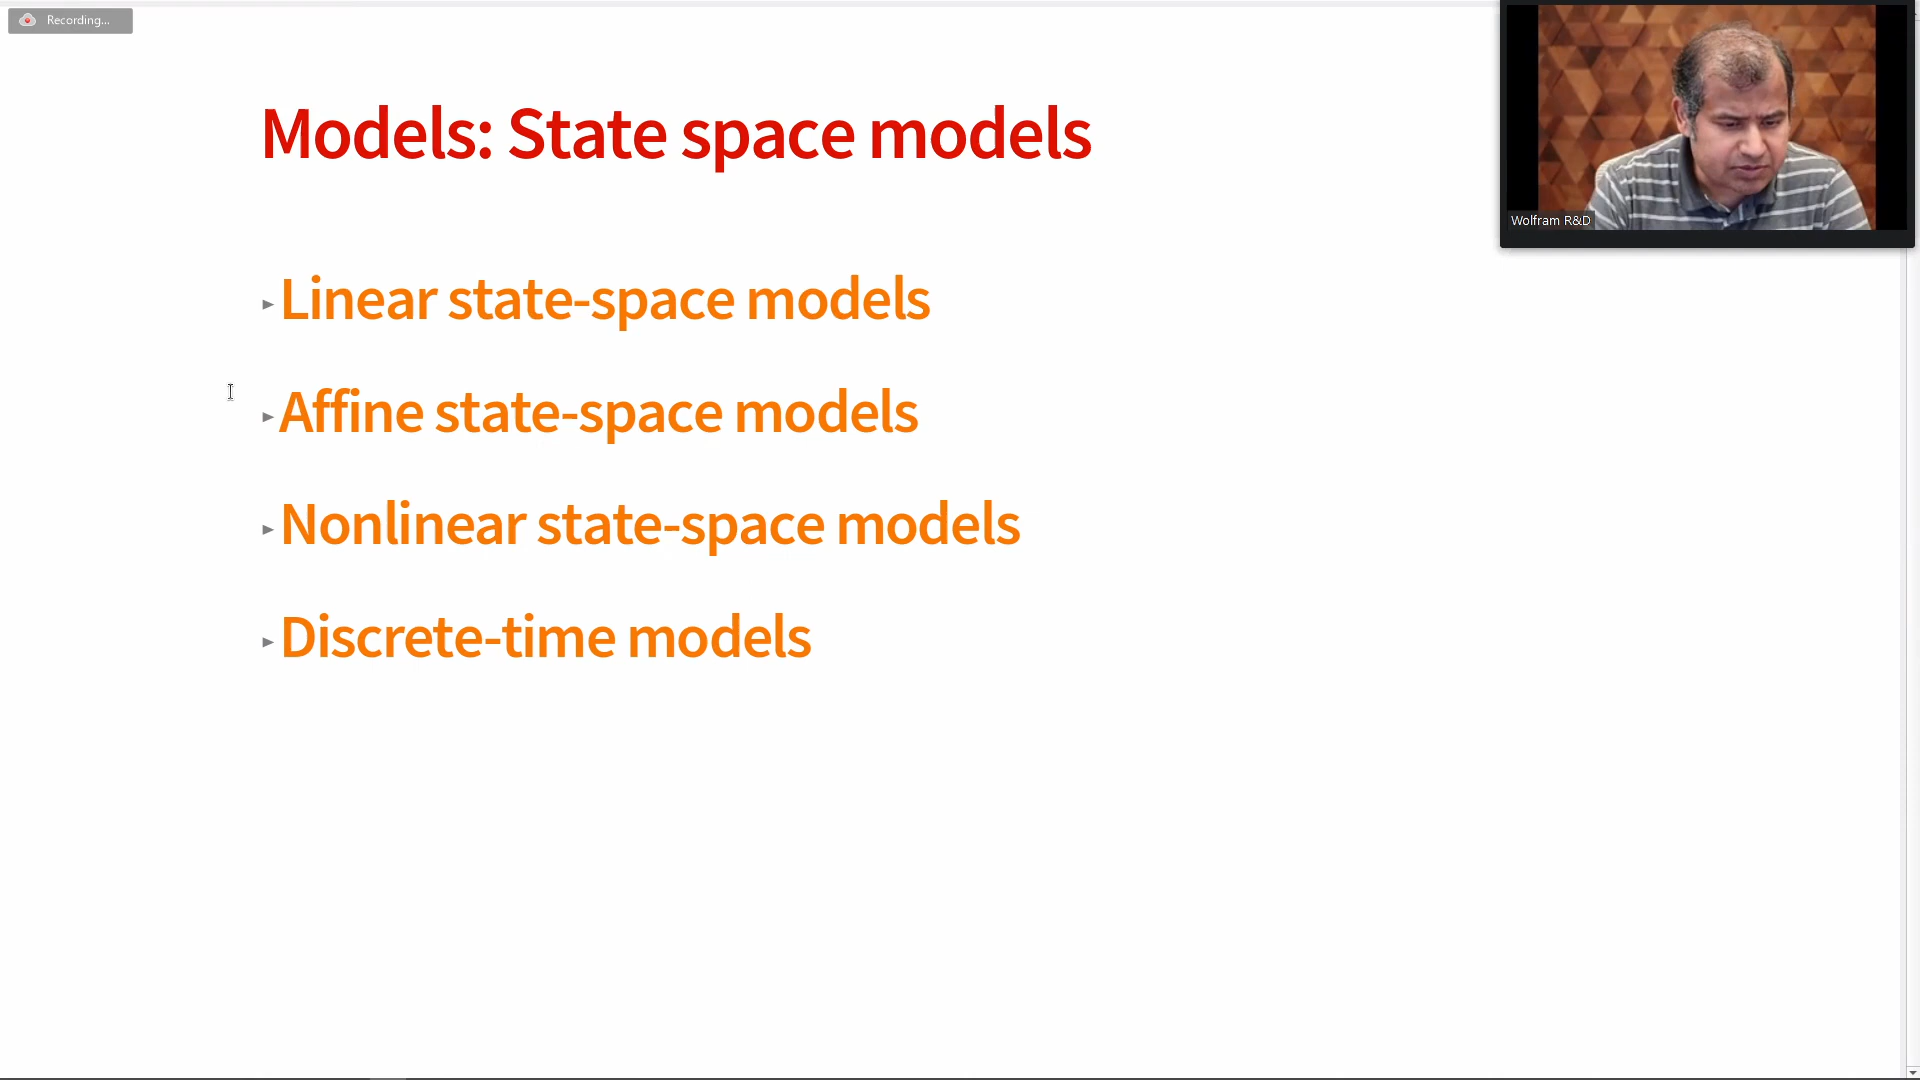 Recording...
Models: State space models
Wolfram R&D
Linear state-space models
Affine state-space models
Nonlinear state-space models
Discrete-time models